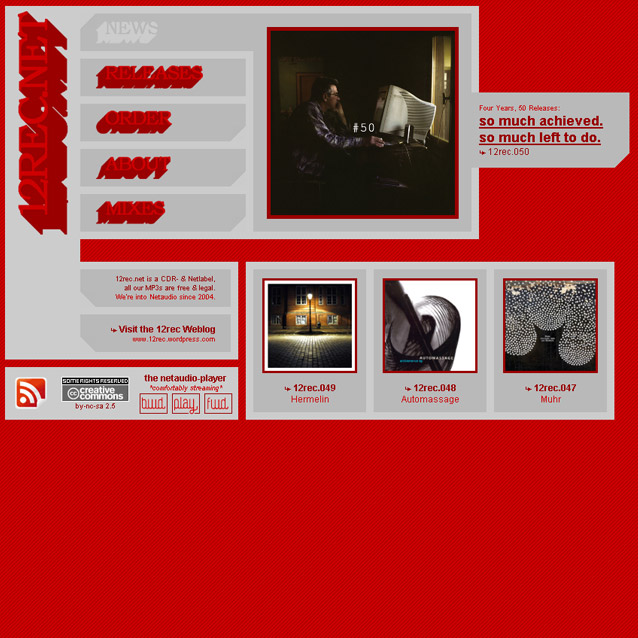 12REC.NET
NEWS
RELEASES
ORDER
ABOUT
MIXES
#50
Four Years, 50 Releases:
so much achieved.
so much left to do.
12rec.050
12rec.net is a CDR- & Netlabel,
all our MP3s are free & legal.
We're into Netaudio since 2004.
Visit the 12rec Weblog
www.12rec.wordpress.com
SOME RIGHTS RESERVED
cc creative
commons
by-nc-sa 2.5
the netaudio-player
*comfortably streaming*
bwd play fwd
12rec.049
Hermelin
AUTOMASSAGE
12rec.048
Automassage
12rec.047
Muhr